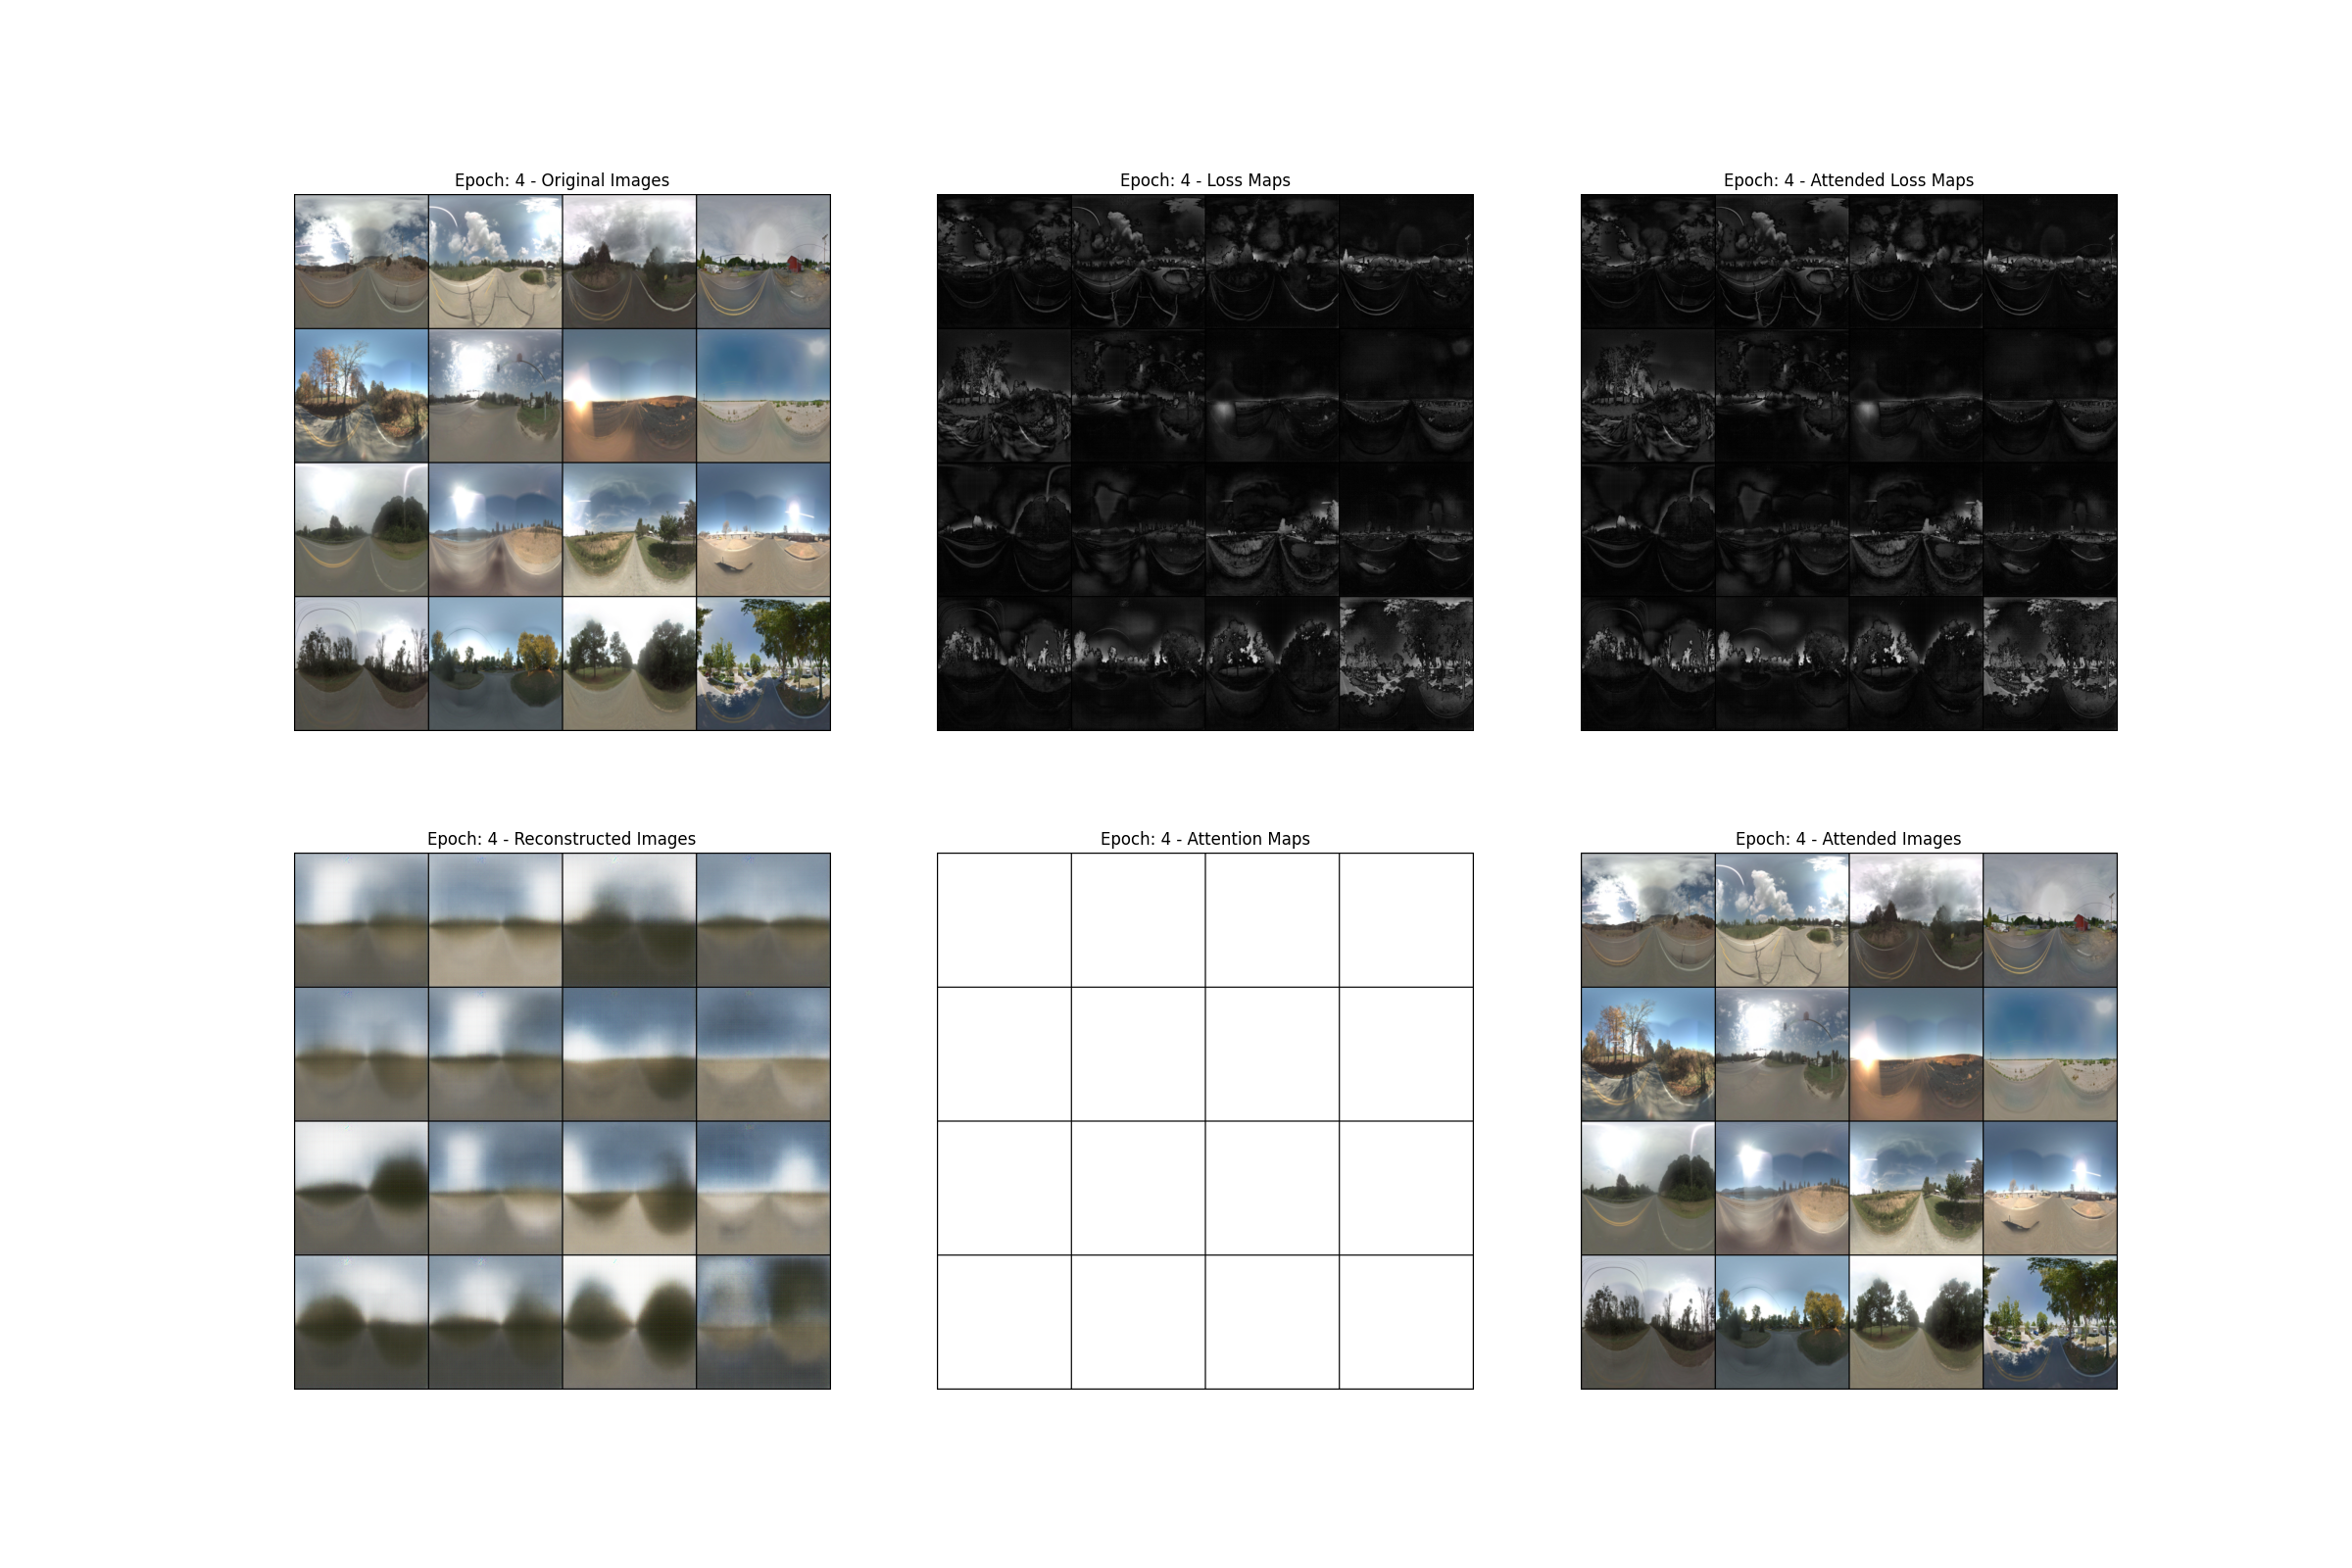 Epoch: 4 - Original Images
Epoch: 4 - Loss Maps
Epoch: 4 - Attended Loss Maps
Epoch: 4 - Reconstructed Images
Epoch: 4 - Attention Maps
Epoch: 4 - Attended Images